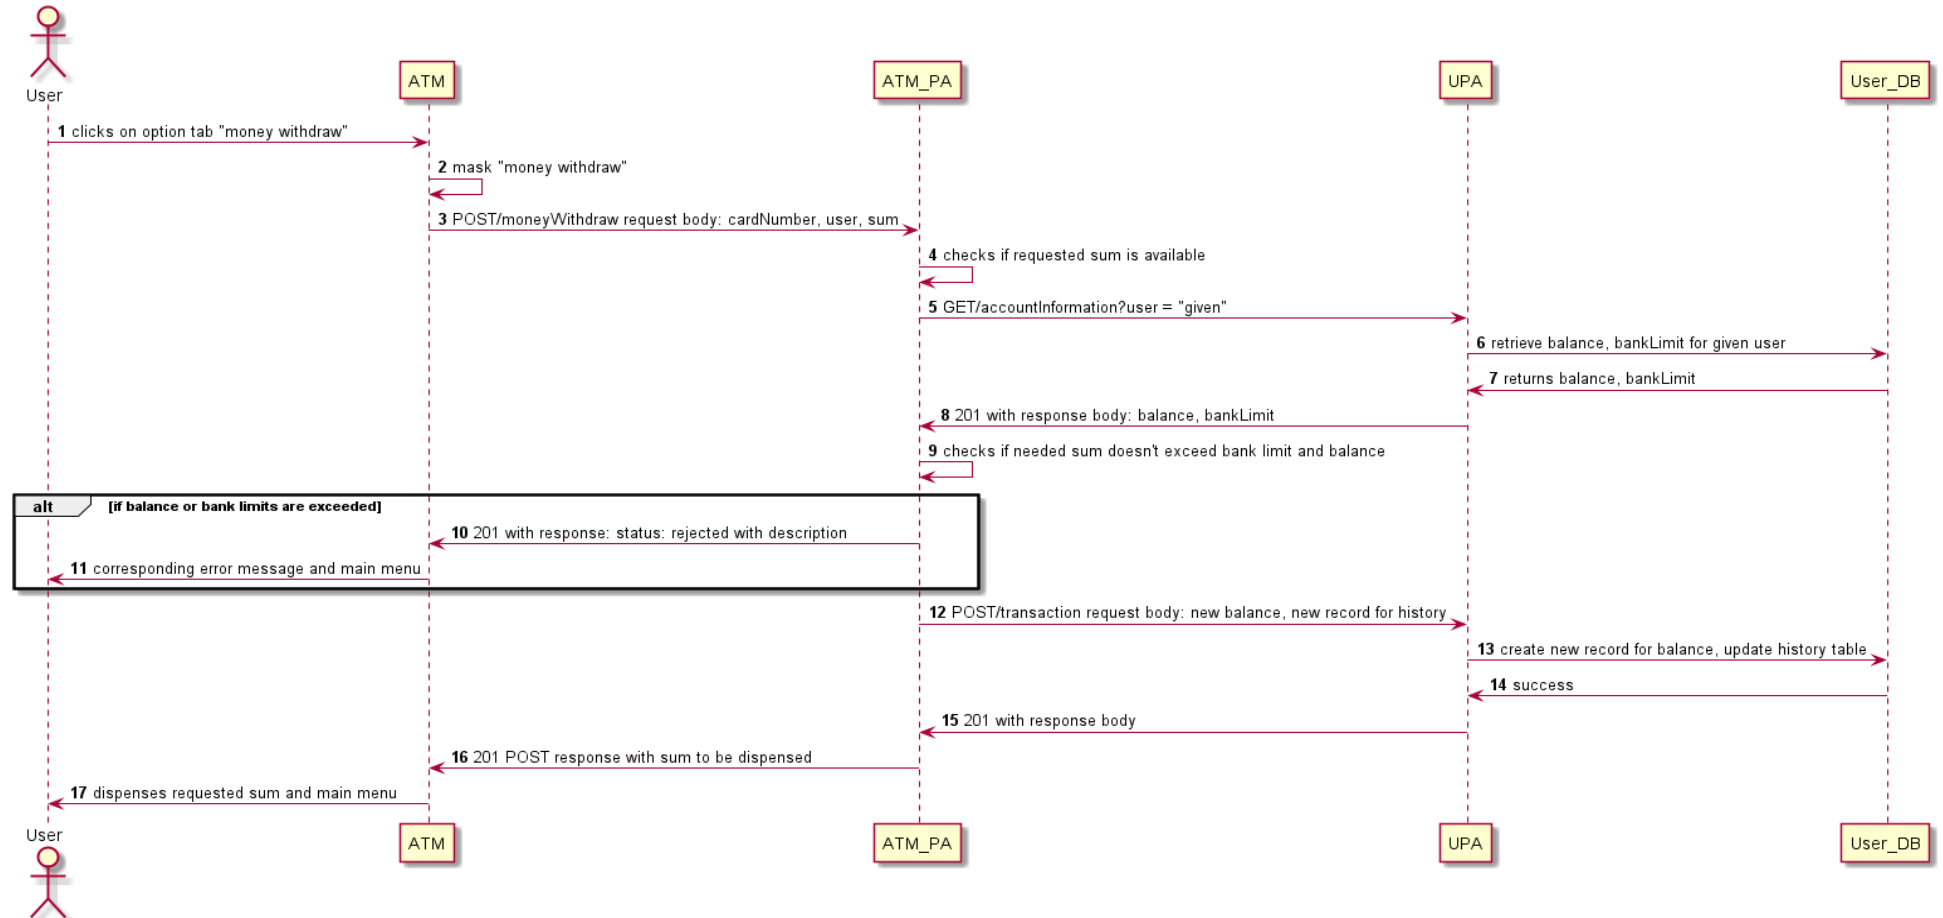 User
ATM
ATM_PA
UPA
User_DB
1 clicks on option tab "money withdraw"
2 mask "money withdraw"
3 POST/moneyWithdraw request body: cardNumber, user, sum
4 checks if requested sum is available
5 GET/accountInformation?user = "given"
6 retrieve balance, bankLimit for given user
7 returns balance, bankLimit
8 201 with response body: balance, bankLimit
9 checks if needed sum doesn't exceed bank limit and balance
alt [if balance or bank limits are exceeded]
10 201 with response: status: rejected with description
11 corresponding error message and main menu
12 POST/transaction request body: new balance, new record for history
13 create new record for balance, update history table
14 success
15 201 with response body
16 201 POST response with sum to be dispensed
17 dispenses requested sum and main menu
User
ATM
ATM_PA
UPA
User_DB